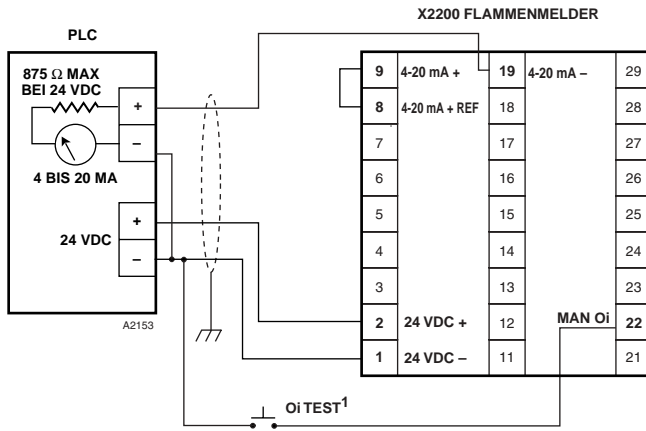 X2200 FLAMMENMELDER
PLC
875 Ω MAX
BEI 24 VDC
+
–
4 BIS 20 MA
24 VDC
+
–
A2153
9 4-20 mA + 19 4-20 mA – 29
8 4-20 mA + REF 18 28
7 17 27
6 16 26
5 15 25
4 14 24
3 13 23
2 24 VDC + 12 MAN Oi 22
1 24 VDC – 11 21
Oi TEST¹